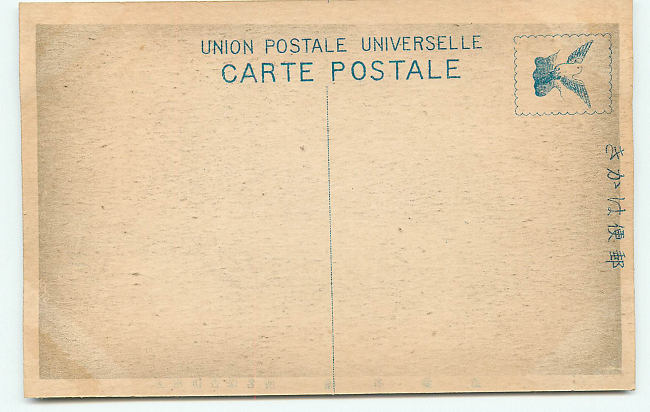 UNION POSTALE UNIVERSELLE
CARTE POSTALE
郵便はかき